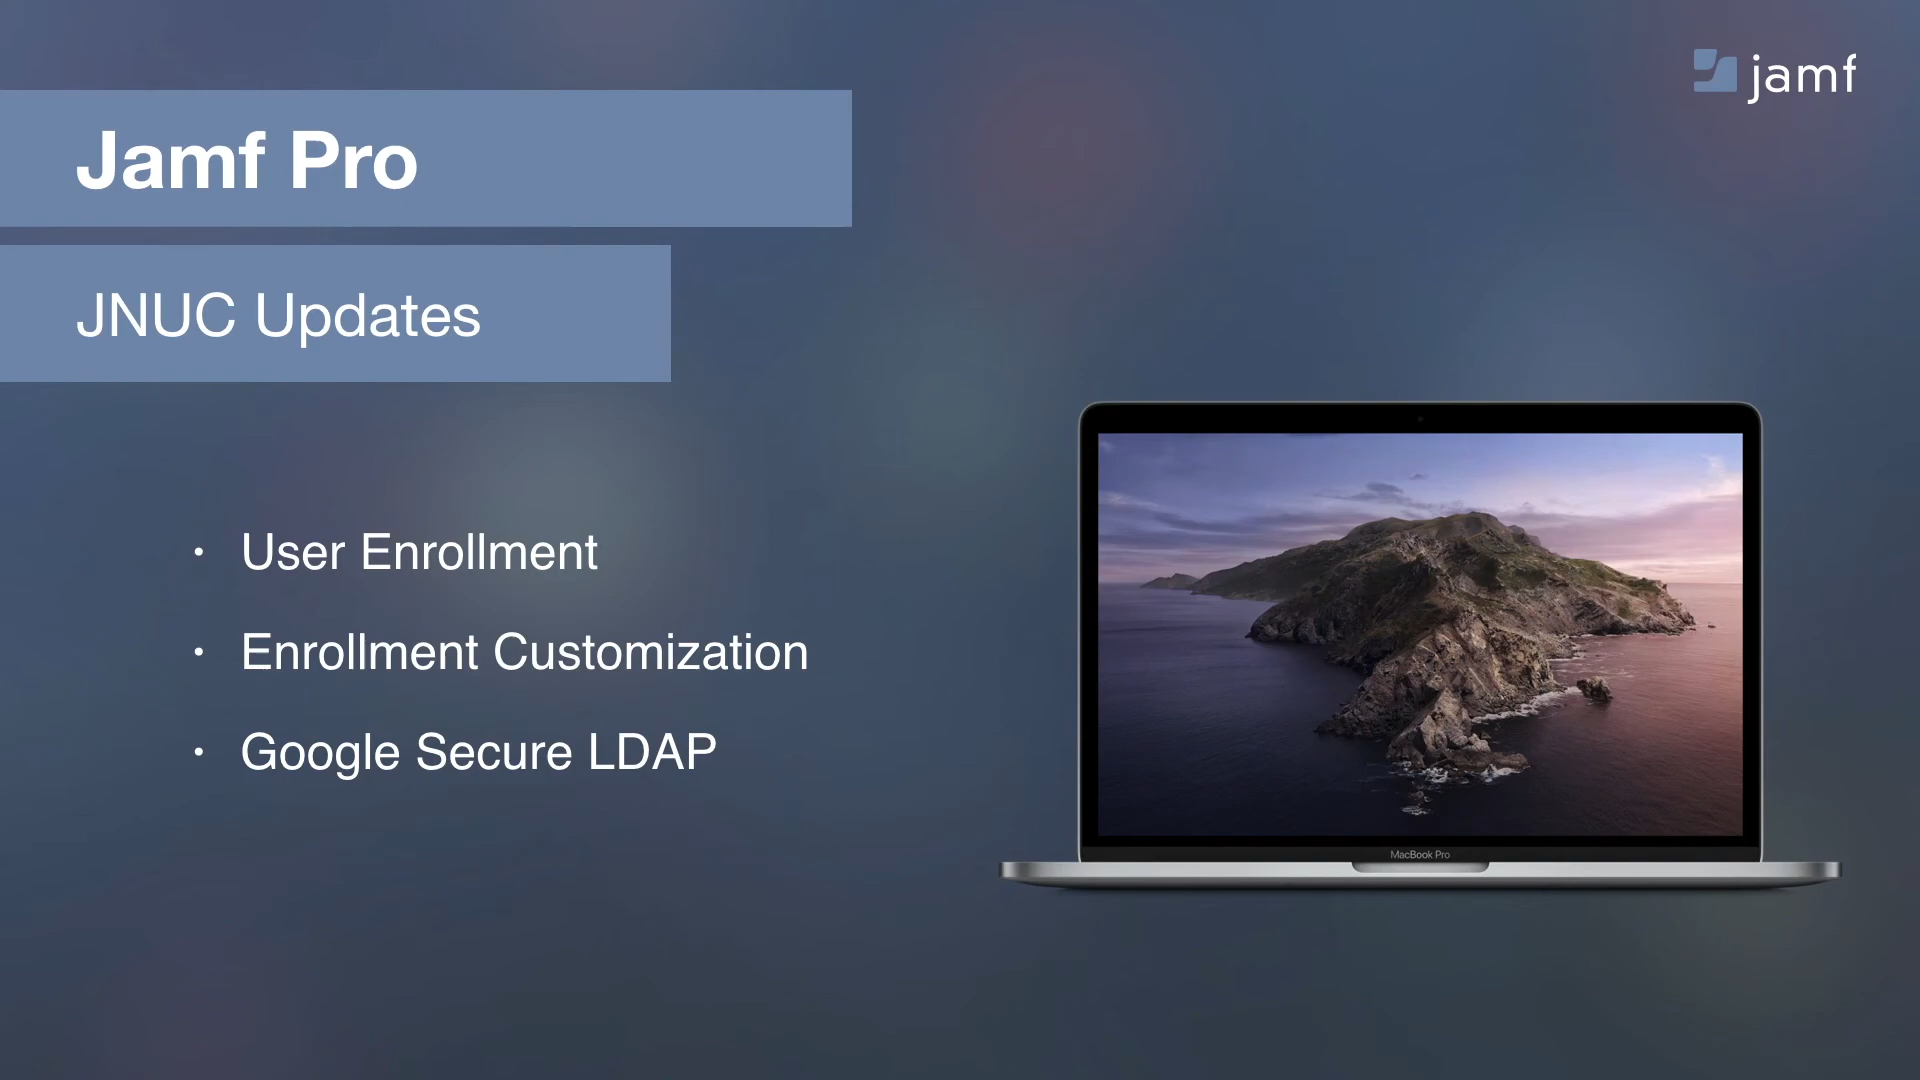 jamf
Jamf Pro
JNUC Updates
• User Enrollment
• Enrollment Customization
• Google Secure LDAP
MacBook Pro